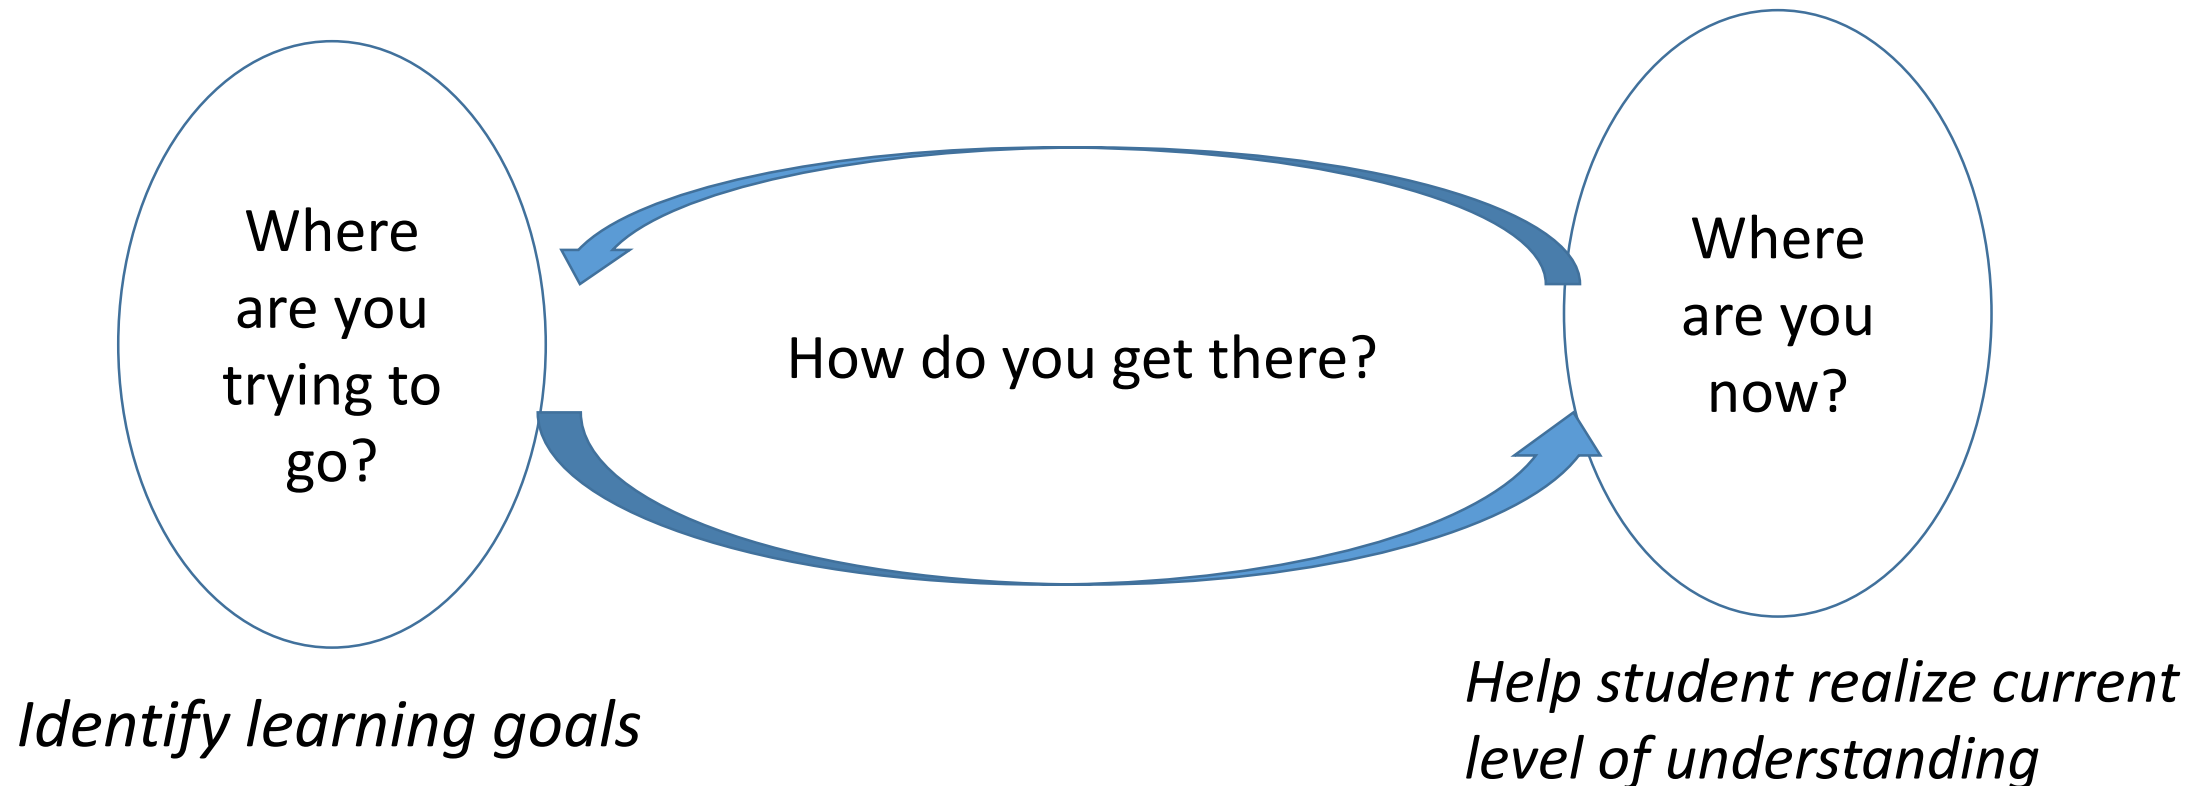 Where
are you
trying to
go?
How do you get there?
Where
are you
now?
Identify learning goals
Help student realize current
level of understanding